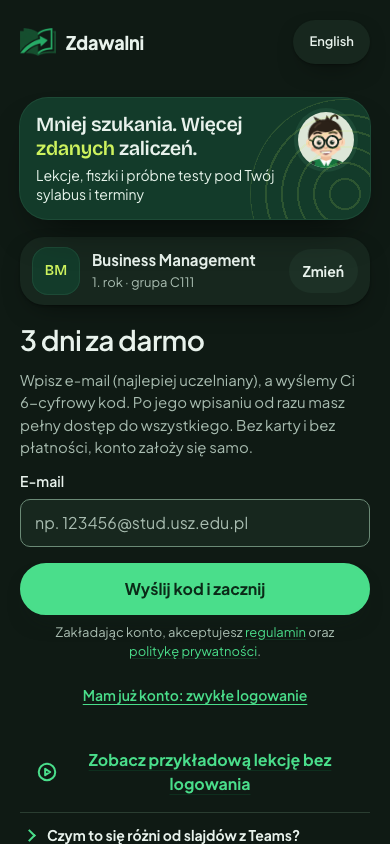 Zdawalni
English
Mniej szukania. Więcej
zdanych zaliczeń.
Lekcje, fiszki i próbne testy pod Twój
sylabus i terminy
BM
Business Management
1. rok · grupa C111
Zmień
3 dni za darmo
Wpisz e-mail (najlepiej uczelniany), a wyślemy Ci
6-cyfrowy kod. Po jego wpisaniu od razu masz
pełny dostęp do wszystkiego. Bez karty i bez
płatności, konto założy się samo.
E-mail
np. 123456@stud.usz.edu.pl
Wyślij kod i zacznij
Zakładając konto, akceptujesz regulamin oraz
politykę prywatności.
Mam już konto: zwykłe logowanie
Zobacz przykładową lekcję bez
logowania
Czym to się różni od slajdów z Teams?